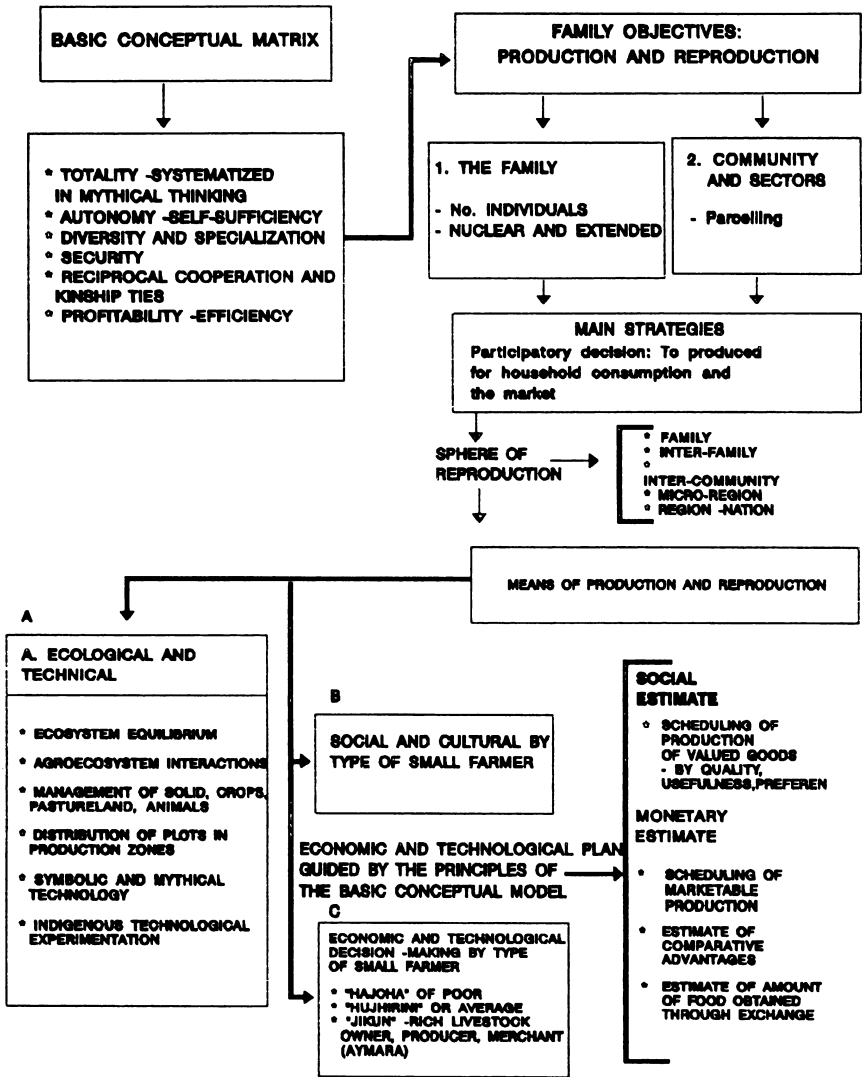 BASIC CONCEPTUAL MATRIX
* TOTALITY -SYSTEMATIZED
IN MYTHICAL THINKING
* AUTONOMY -SELF-SUFFICIENCY
* DIVERSITY AND SPECIALIZATION
* SECURITY
* RECIPROCAL COOPERATION AND
KINSHIP TIES
* PROFITABILITY -EFFICIENCY
FAMILY OBJECTIVES:
PRODUCTION AND REPRODUCTION
1. THE FAMILY
- No. INDIVIDUALS
- NUCLEAR AND EXTENDED
2. COMMUNITY
AND SECTORS
- Parcelling
MAIN STRATEGIES
Participatory decision: To produced
for household consumption and
the market
SPHERE OF
REPRODUCTION
* FAMILY
* INTER-FAMILY
*
INTER-COMMUNITY
* MICRO-REGION
* REGION -NATION
MEANS OF PRODUCTION AND REPRODUCTION
A
A. ECOLOGICAL AND
TECHNICAL
* ECOSYSTEM EQUILIBRIUM
* AGROECOSYSTEM INTERACTIONS
* MANAGEMENT OF SOLID, CROPS,
PASTURELAND, ANIMALS
* DISTRIBUTION OF PLOTS IN
PRODUCTION ZONES
* SYMBOLIC AND MYTHICAL
TECHNOLOGY
* INDIGENOUS TECHNOLOGICAL
EXPERIMENTATION
B
SOCIAL AND CULTURAL BY
TYPE OF SMALL FARMER
ECONOMIC AND TECHNOLOGICAL PLAN
GUIDED BY THE PRINCIPLES OF
THE BASIC CONCEPTUAL MODEL
C
ECONOMIC AND TECHNOLOGICAL
DECISION -MAKING BY TYPE
OF SMALL FARMER
* "HAJOHA" OF POOR
* "HUJHIRINI" OR AVERAGE
* "JIKUN" -RICH LIVESTOCK
OWNER, PRODUCER, MERCHANT
(AYMARA)
SOCIAL
ESTIMATE
* SCHEDULING OF
PRODUCTION
OF VALUED GOODS
- BY QUALITY,
USEFULNESS,PREFEREN
MONETARY
ESTIMATE
* SCHEDULING OF
MARKETABLE
PRODUCTION
* ESTIMATE OF
COMPARATIVE
ADVANTAGES
* ESTIMATE OF AMOUNT
OF FOOD OBTAINED
THROUGH EXCHANGE